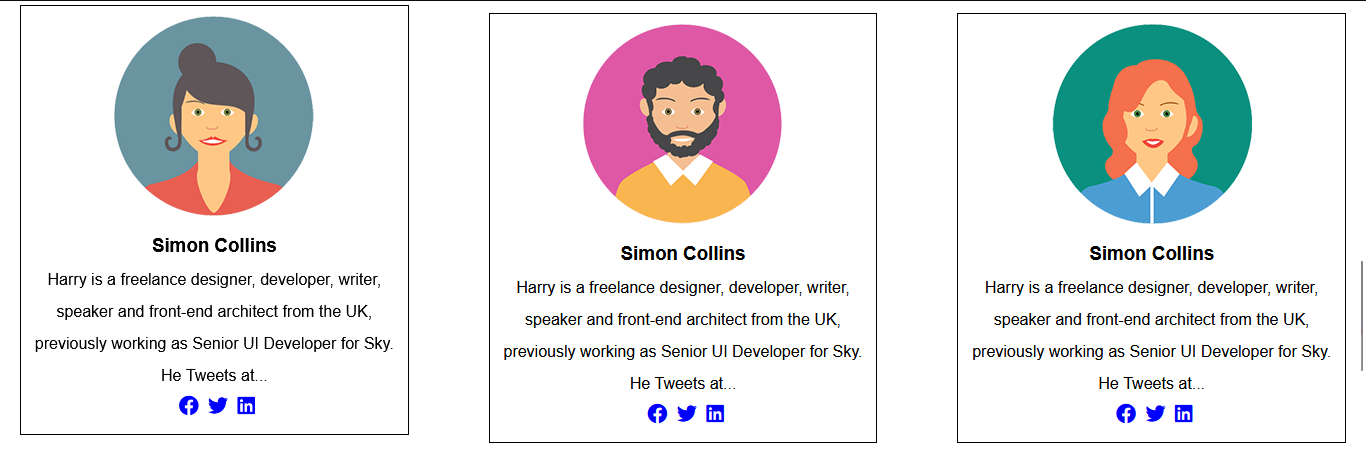 Simon Collins
Harry is a freelance designer, developer, writer,
speaker and front-end architect from the UK,
previously working as Senior UI Developer for Sky.
He Tweets at...
Simon Collins
Harry is a freelance designer, developer, writer,
speaker and front-end architect from the UK,
previously working as Senior UI Developer for Sky.
He Tweets at...
Simon Collins
Harry is a freelance designer, developer, writer,
speaker and front-end architect from the UK,
previously working as Senior UI Developer for Sky.
He Tweets at...